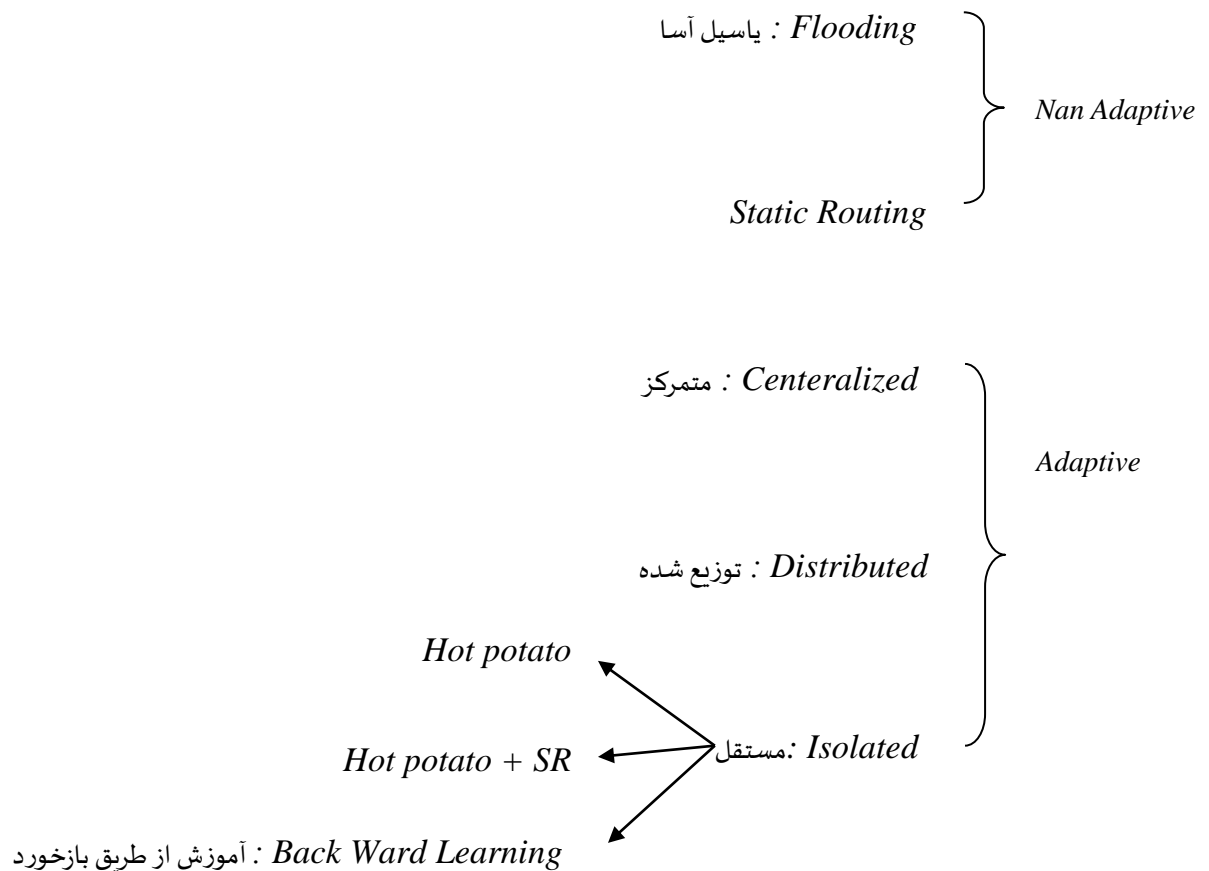 Flooding : یاسیل آسا
Nan Adaptive
Static Routing
Centeralized : متمرکز
Adaptive
Distributed : توزیع شده
Hot potato
Isolated :مستقل
Hot potato + SR
Back Ward Learning : آموزش از طریق بازخورد